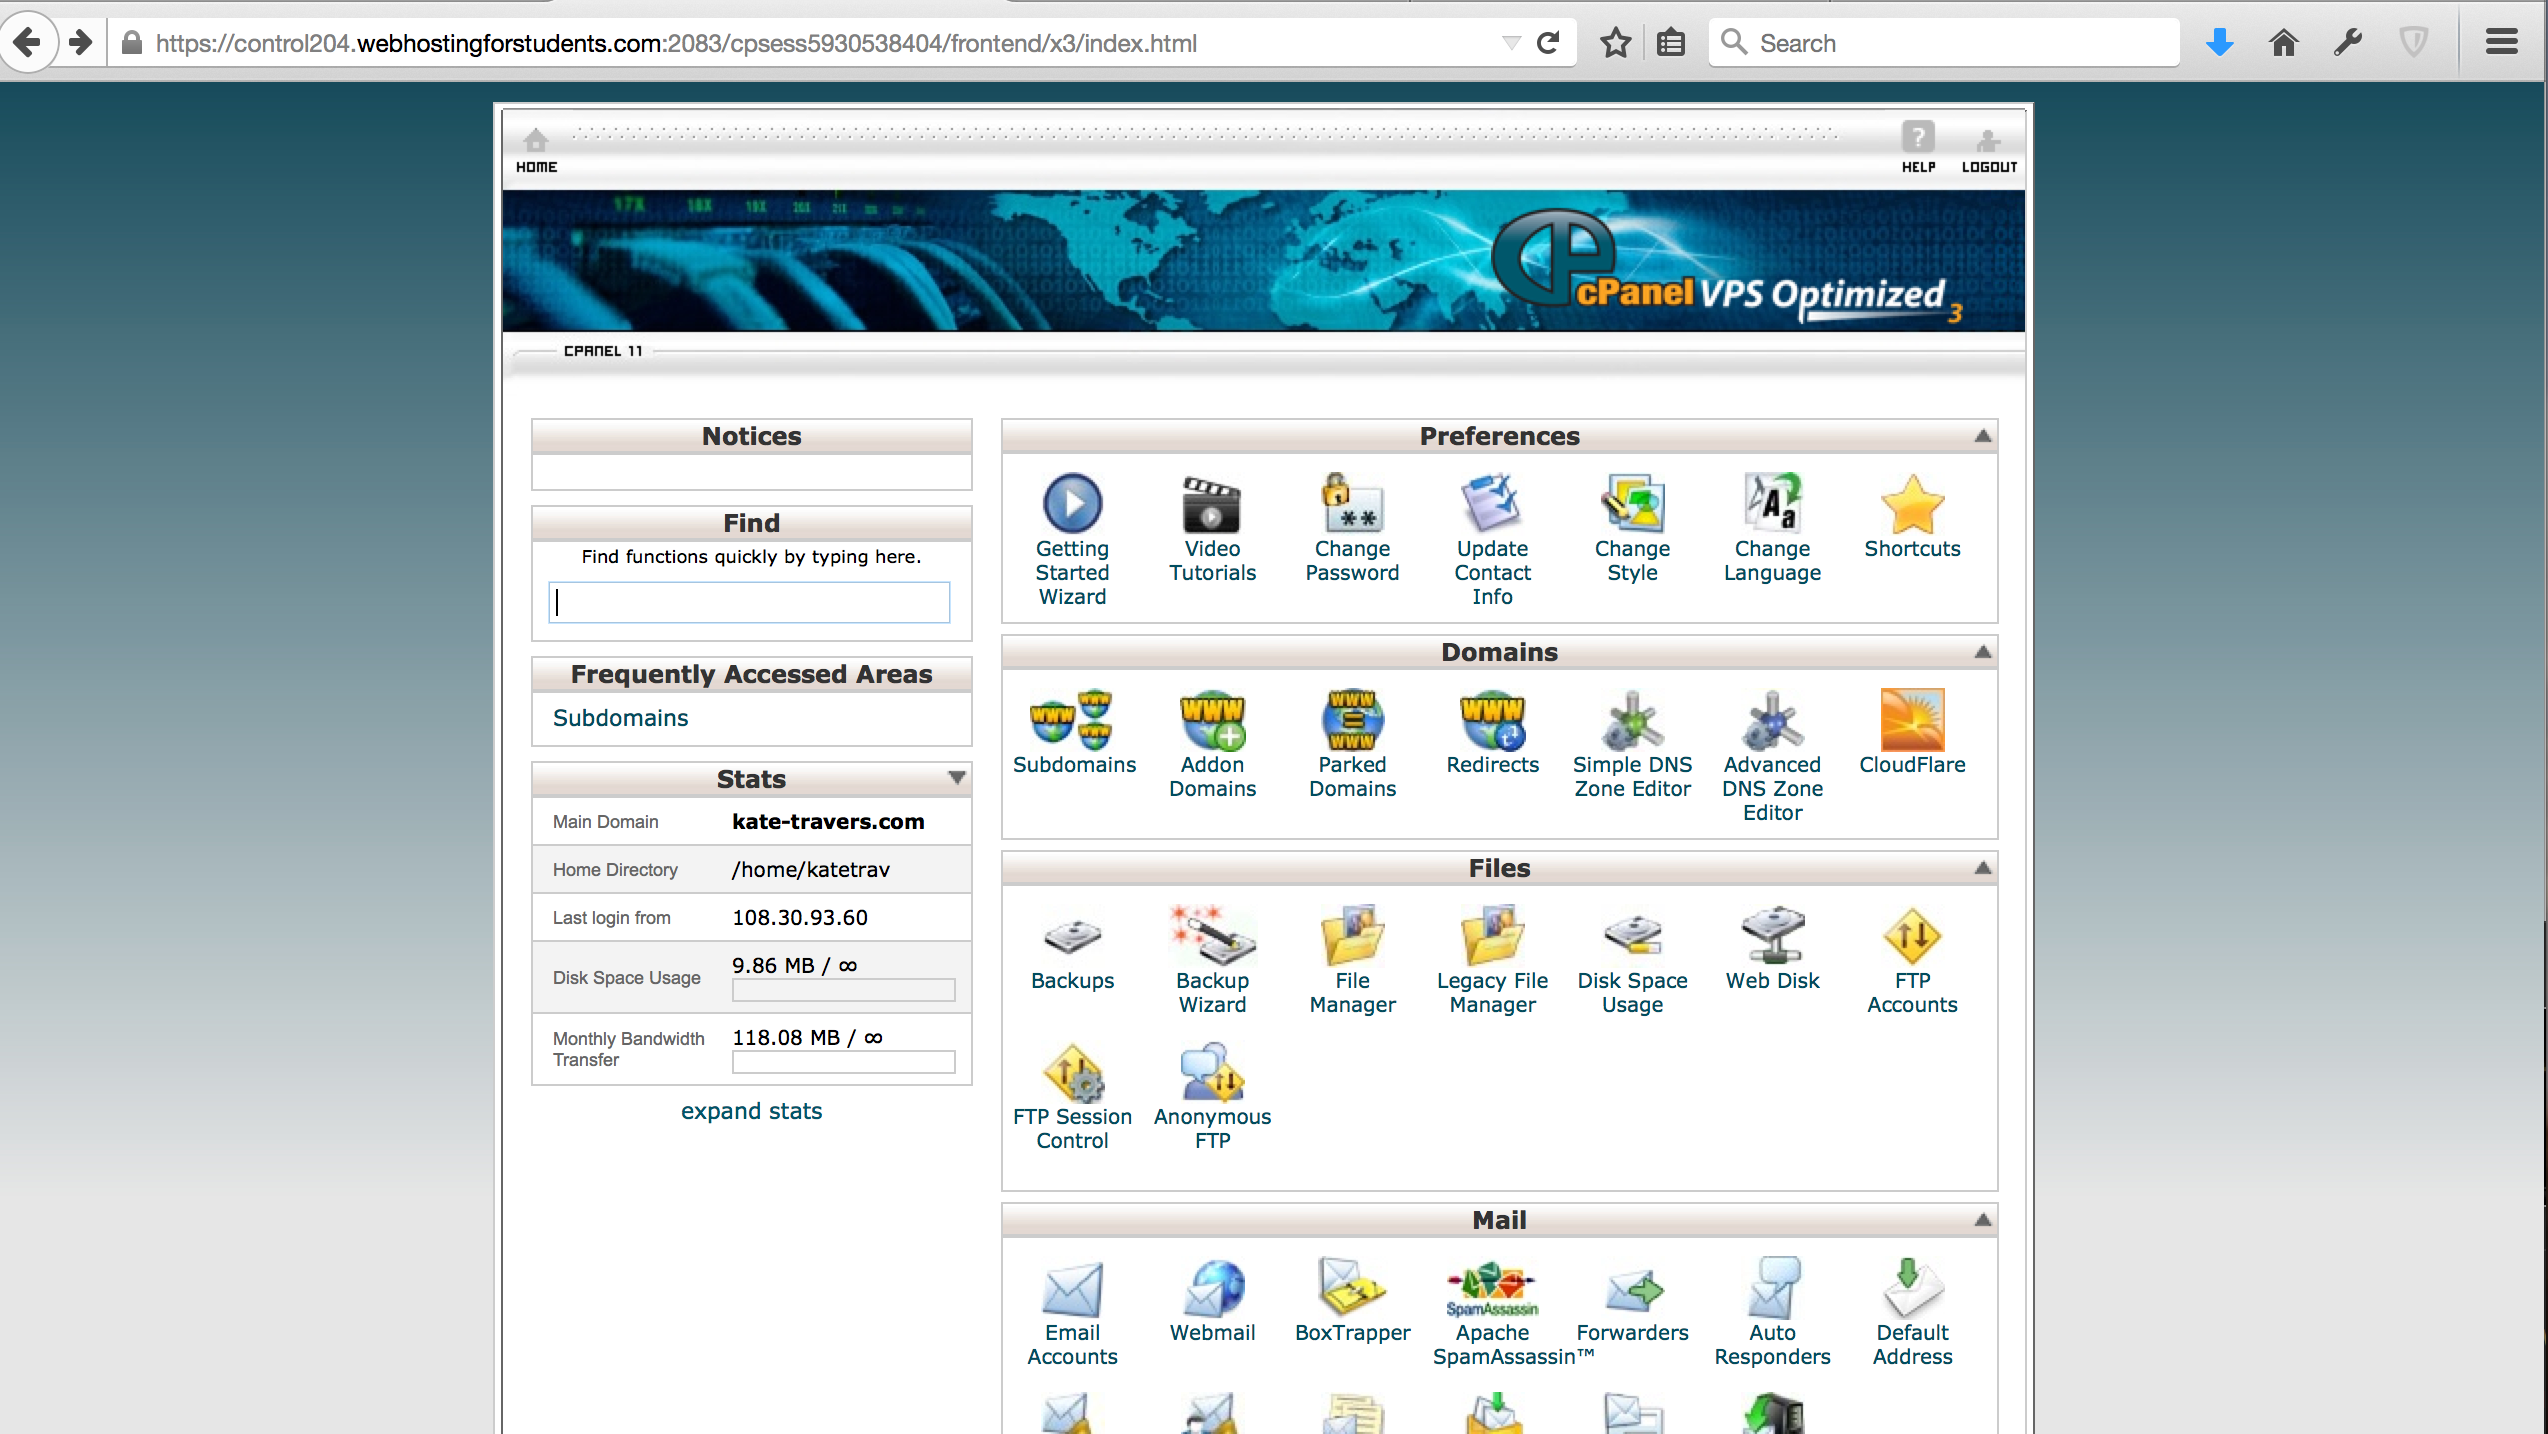 https://control204.webhostingforstudents.com:2083/cpsess5930538404/frontend/x3/index.html
Search
HOME
HELP
LOGOUT
17X 18X 19X 20X 21X
cPanel VPS Optimized 3
CPANEL 11
Notices
Find
Find functions quickly by typing here.
Frequently Accessed Areas
Subdomains
Stats
Main Domain kate-travers.com
Home Directory /home/katetrav
Last login from 108.30.93.60
Disk Space Usage 9.86 MB / ∞
Monthly Bandwidth
Transfer
118.08 MB / ∞
expand stats
Preferences
Getting
Started
Wizard
Video
Tutorials
Change
Password
Update
Contact
Info
Change
Style
Change
Language
Shortcuts
Domains
Subdomains
Addon
Domains
Parked
Domains
Redirects
Simple DNS
Zone Editor
Advanced
DNS Zone
Editor
CloudFlare
Files
Backups
Backup
Wizard
File
Manager
Legacy File
Manager
Disk Space
Usage
Web Disk
FTP
Accounts
FTP Session
Control
Anonymous
FTP
Mail
Email
Accounts
Webmail
BoxTrapper
SpamAssassin
Apache
SpamAssassin™
Forwarders
Auto
Responders
Default
Address